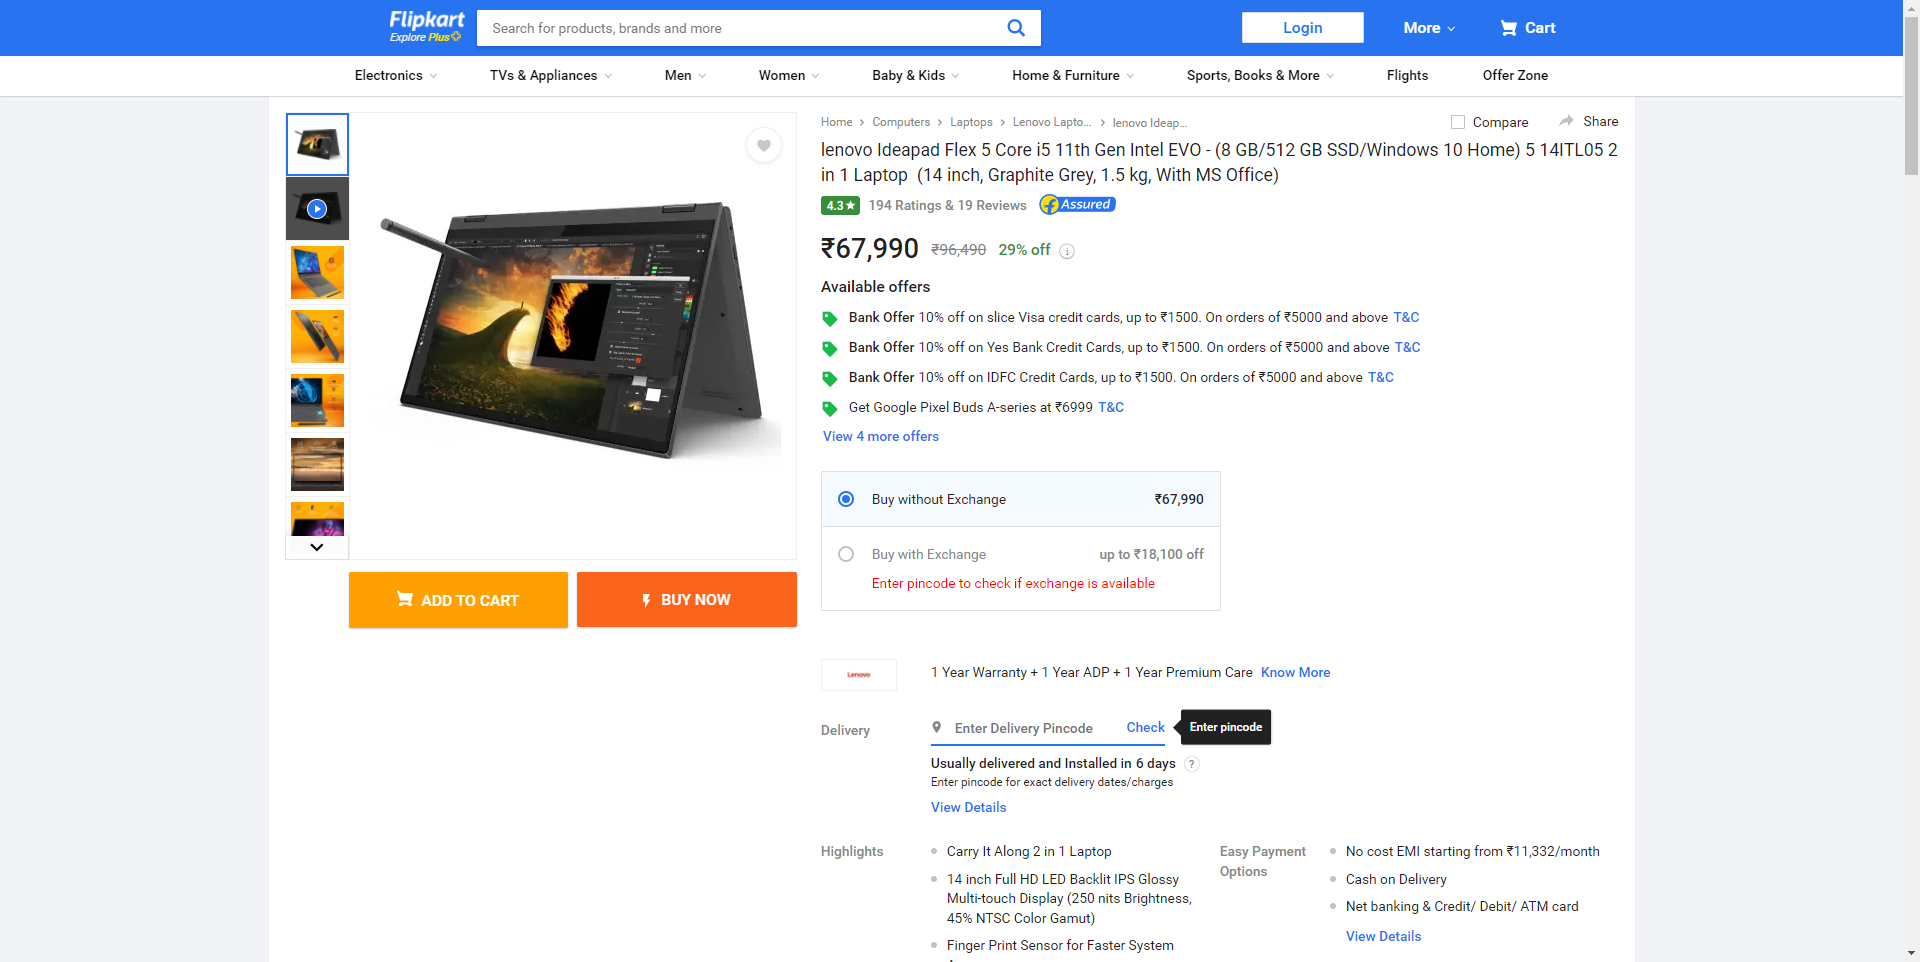 Flipkart
Explore Plus
Search for products, brands and more
Login
More
Cart
Electronics
TVs & Appliances
Men
Women
Baby & Kids
Home & Furniture
Sports, Books & More
Flights
Offer Zone
Home > Computers > Laptops > Lenovo Lapto... > lenovo Ideap...
Compare
Share
lenovo Ideapad Flex 5 Core i5 11th Gen Intel EVO - (8 GB/512 GB SSD/Windows 10 Home) 5 14ITL05 2
in 1 Laptop (14 inch, Graphite Grey, 1.5 kg, With MS Office)
4.3★ 194 Ratings & 19 Reviews Assured
₹67,990 ₹96,490 29% off
Available offers
Bank Offer 10% off on slice Visa credit cards, up to ₹1500. On orders of ₹5000 and above T&C
Bank Offer 10% off on Yes Bank Credit Cards, up to ₹1500. On orders of ₹5000 and above T&C
Bank Offer 10% off on IDFC Credit Cards, up to ₹1500. On orders of ₹5000 and above T&C
Get Google Pixel Buds A-series at ₹6999 T&C
View 4 more offers
Buy without Exchange ₹67,990
Buy with Exchange up to ₹18,100 off
Enter pincode to check if exchange is available
ADD TO CART
BUY NOW
Lenovo
1 Year Warranty + 1 Year ADP + 1 Year Premium Care Know More
Delivery
Enter Delivery Pincode Check
Enter pincode
Usually delivered and Installed in 6 days ?
Enter pincode for exact delivery dates/charges
View Details
Highlights
Carry It Along 2 in 1 Laptop
14 inch Full HD LED Backlit IPS Glossy
Multi-touch Display (250 nits Brightness,
45% NTSC Color Gamut)
Finger Print Sensor for Faster System
Easy Payment
Options
No cost EMI starting from ₹11,332/month
Cash on Delivery
Net banking & Credit/ Debit/ ATM card
View Details